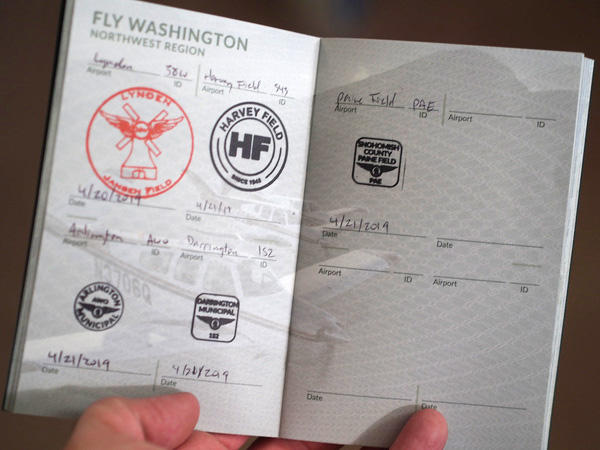 FLY WASHINGTON
NORTHWEST REGION
Lynden 38W
Airport ID
Harvey Field S43
Airport ID
LYNDEN
JANSEN FIELD
HARVEY FIELD
HF
SINCE 1945
4/20/2019
Date
4/21/19
Date
Arlington AWO
Airport ID
Darrington 1S2
Airport ID
ARLINGTON
AWO
MUNICIPAL
DARRINGTON
MUNICIPAL
1S2
4/21/2019
Date
4/21/2019
Date
Paine Field PAE
Airport ID
Airport ID
SNOHOMISH
COUNTY
PAINE FIELD
PAE
4/21/2019
Date
Date
Airport ID
Airport ID
Date
Date